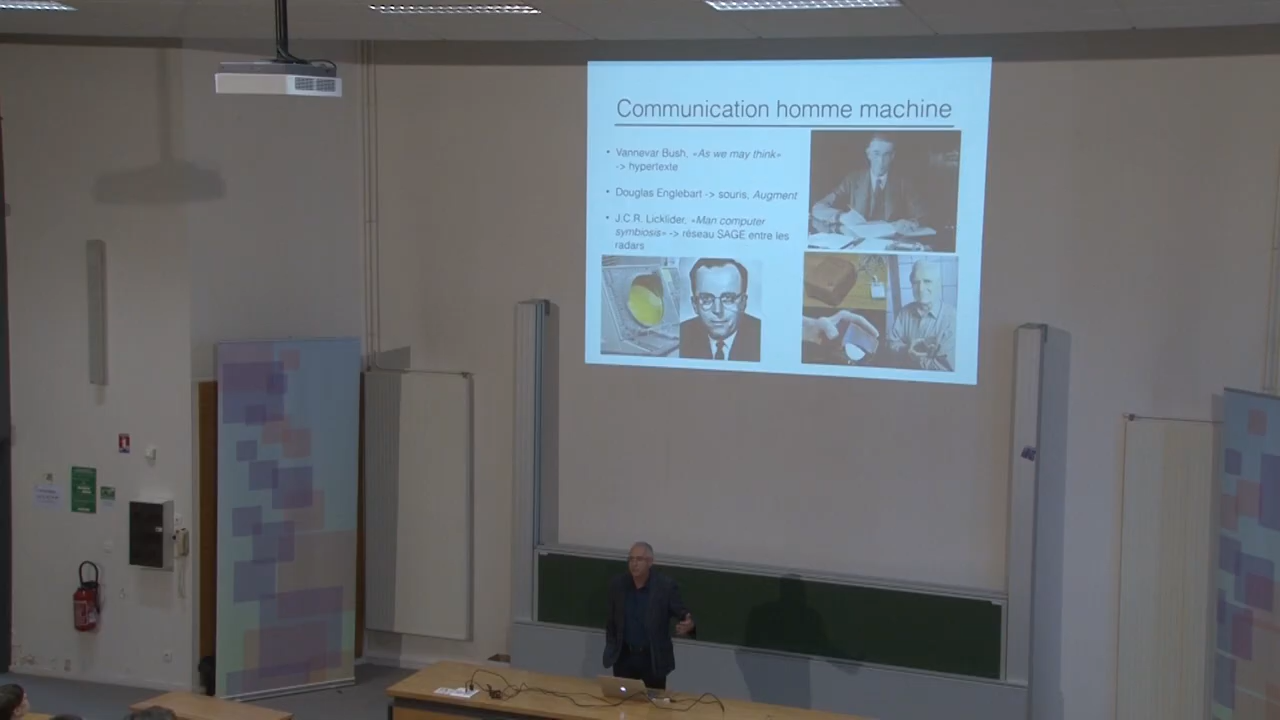 Communication homme machine
• Vannevar Bush, «As we may think»
-> hypertexte
• Douglas Englebart -> souris, Augment
• J.C.R. Licklider, «Man computer
symbiosis» -> réseau SAGE entre les
radars